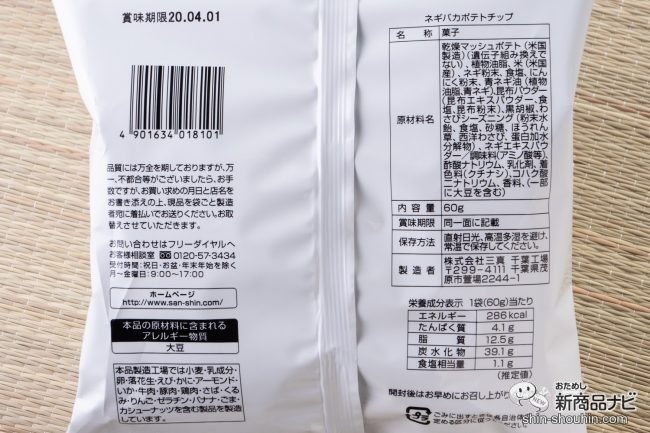 賞味期限20.04.01
4 901634 018101
品質には万全を期しておりますが、万
一、不都合等がございましたら、お手
数ですが、お買い求めの月日と店名を
お書き添えの上、現品を袋ごと製造
者宛に着払いでお送りください。お取
替えさせていただきます。
お問い合わせはフリーダイヤルへ
お客様相談室 0120-57-3434
受付時間:祝日・お盆・年末年始を除く
月〜金曜日:9:00〜17:00
ホームページ
http://www.san-shin.com/
本品の原材料に含まれる
アレルギー物質
大豆
本品製造工場では小麦・乳成分・
卵・落花生・えび・かに・アーモンド・
いか・牛肉・豚肉・鶏肉・さば・くる
み・りんご・ゼラチン・バナナ・ごま・
カシューナッツを含む製品を製造し
ています。
ネギバカポテトチップ
名称 菓子
原材料名
乾燥マッシュポテト(米国
製造)(遺伝子組み換えで
ない)、植物油脂、米(米国
産)、ネギ粉末、食塩、にんに
く粉末、青ネギ油(植物
油脂、青ネギ)、昆布パウダー
(昆布エキスパウダー、食
塩、昆布粉末)、黒胡椒、わ
さびシーズニング(粉末水
飴、食塩、砂糖、ほうれん
草、西洋わさび、蛋白加水
分解物)、ネギエキスパウ
ダー/調味料(アミノ酸等)、
酢酸ナトリウム、乳化剤、着
色料(クチナシ)、コハク酸
二ナトリウム、香料、(一部
に大豆を含む)
内容量 60g
賞味期限 同一面に記載
保存方法 直射日光、高温多湿を避け、
常温で保存してください。
製造者 株式会社三真 千葉工場
〒299-4111 千葉県茂
原市萱場2244-1
栄養成分表示 1袋(60g)当たり
エネルギー 286kcal
たんぱく質 4.1g
脂質 12.5g
炭水化物 39.1g
食塩相当量 1.1g
(推定値)
開封後はお早めにお召し上がり
プラ
おためし
新商品ナビ
shin-shouhin.com